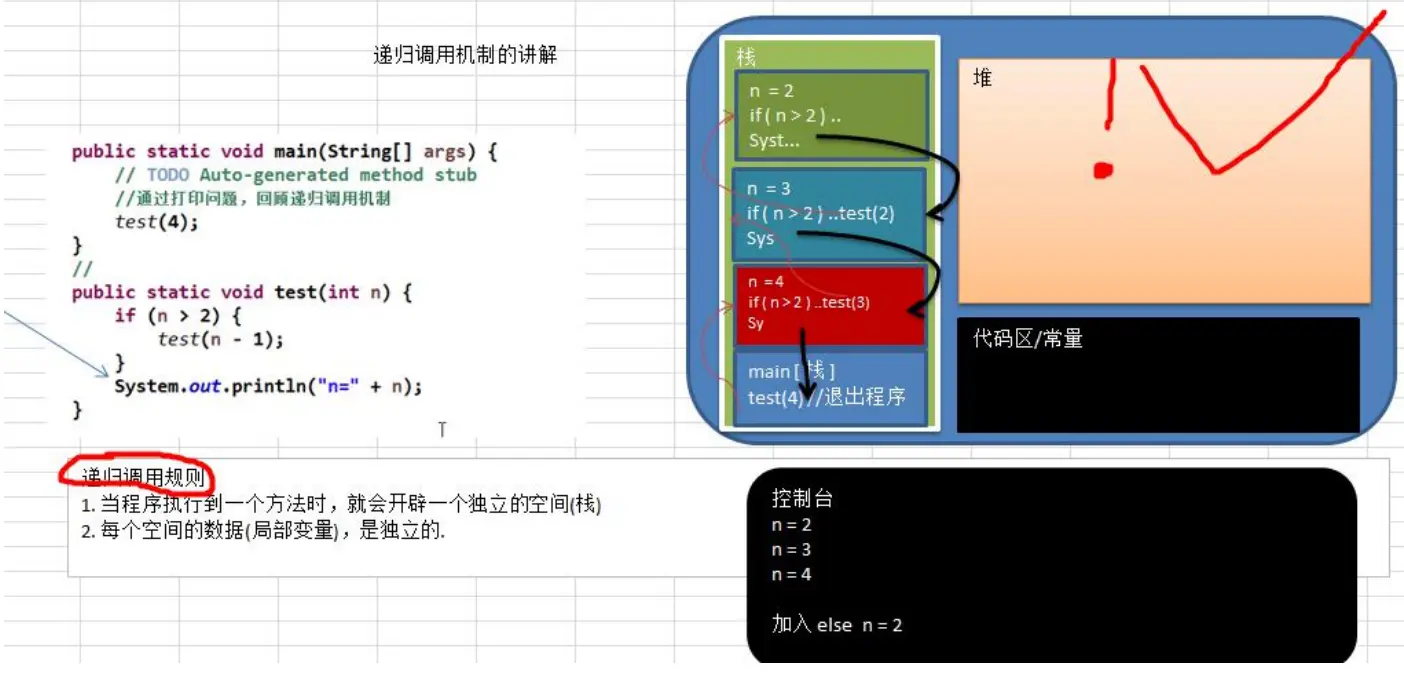 递归调用机制的讲解
public static void main(String[] args) {
// TODO Auto-generated method stub
//通过打印问题，回顾递归调用机制
test(4);
}
//
public static void test(int n) {
if (n > 2) {
test(n - 1);
}
System.out.println("n=" + n);
}
递归调用规则
1. 当程序执行到一个方法时，就会开辟一个独立的空间(栈)
2. 每个空间的数据(局部变量)，是独立的.
栈
n = 2
if ( n > 2 ) ..
Syst...
n = 3
if ( n > 2 ) ..test(2)
Sys
n =4
if ( n > 2 ) ..test(3)
Sy
main [ 栈 ]
test(4) //退出程序
堆
代码区/常量
控制台
n = 2
n = 3
n = 4
加入 else n = 2